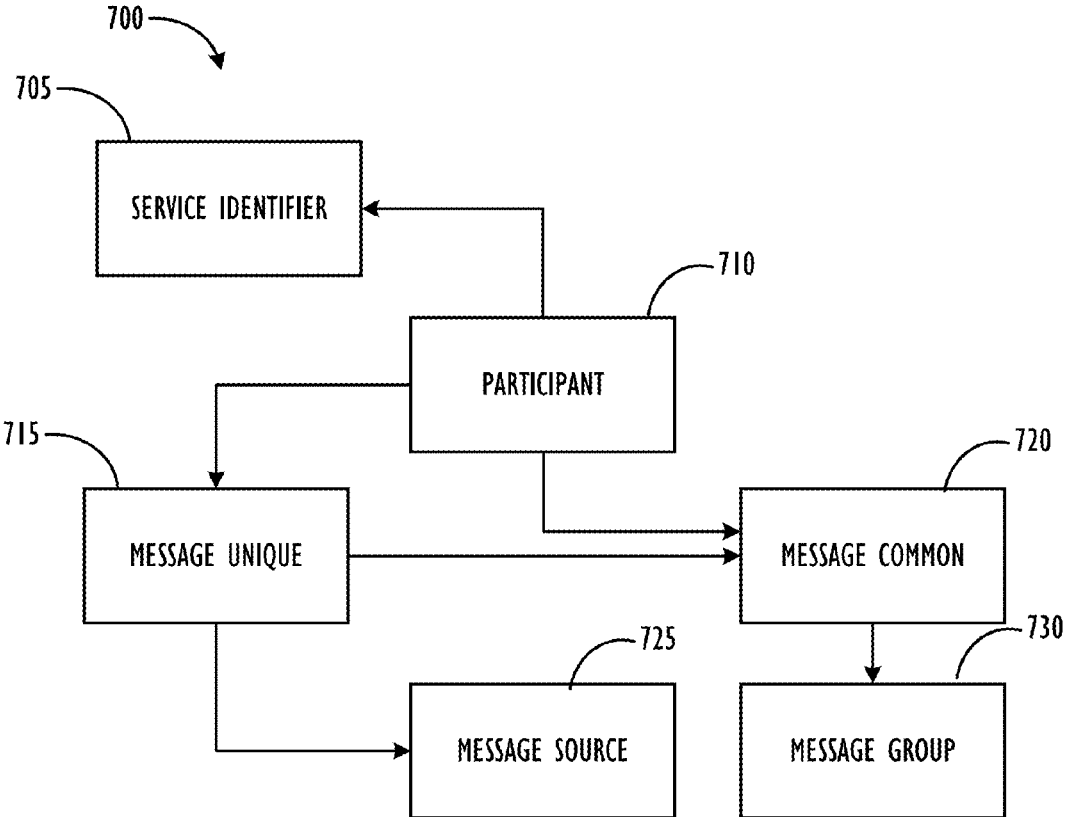 700
705
SERVICE IDENTIFIER
710
PARTICIPANT
715
720
MESSAGE UNIQUE
MESSAGE COMMON
725
730
MESSAGE SOURCE
MESSAGE GROUP